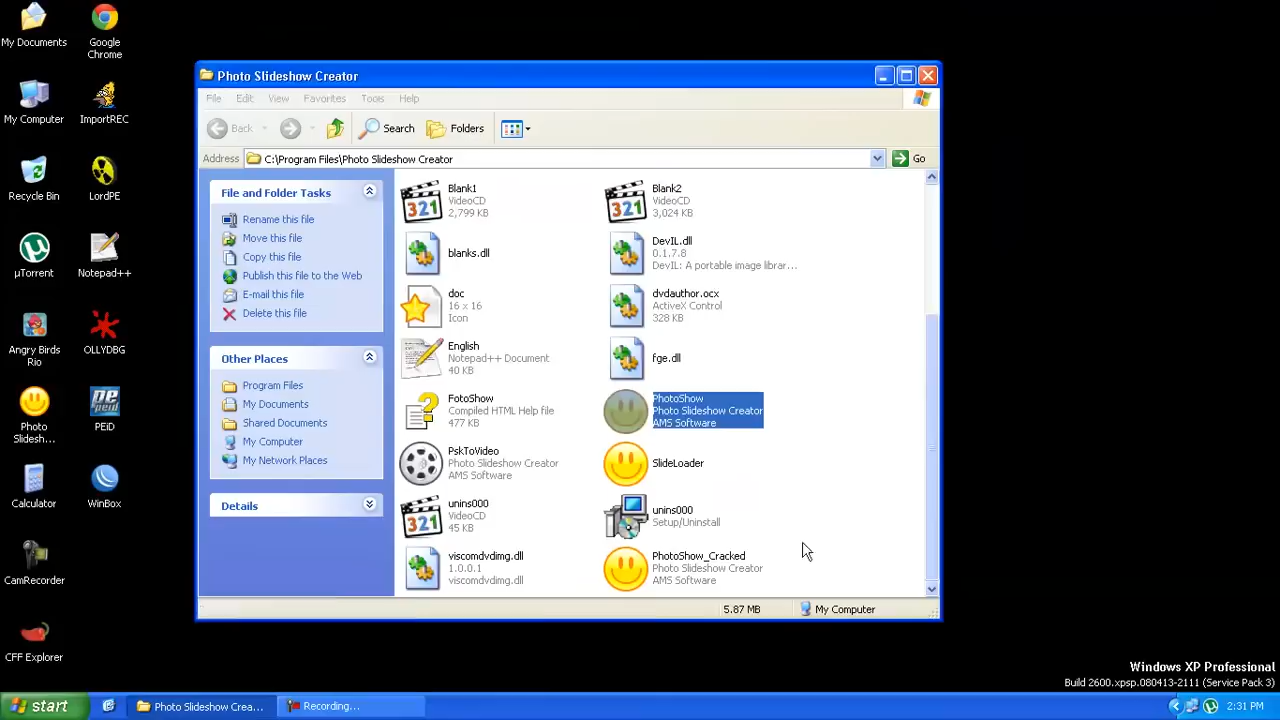 My Documents
Google
Chrome
My Computer
ImportREC
Recycle Bin
LordPE
µTorrent
Notepad++
Angry Birds
Rio
OLLYDBG
Photo
Slidesh...
PEiD
Calculator
WinBox
CamRecorder
CFF Explorer
Photo Slideshow Creator
File Edit View Favorites Tools Help
Back Search Folders
Address C:\Program Files\Photo Slideshow Creator Go
File and Folder Tasks
Rename this file
Move this file
Copy this file
Publish this file to the Web
E-mail this file
Delete this file
Other Places
Program Files
My Documents
Shared Documents
My Computer
My Network Places
Details
321
Blank1
VideoCD
2,799 KB
321
Blank2
VideoCD
3,024 KB
blanks.dll
DevIL.dll
0.1.7.8
DevIL: A portable image librar...
doc
16 x 16
Icon
dvdauthor.ocx
ActiveX Control
328 KB
English
Notepad++ Document
40 KB
fge.dll
FotoShow
Compiled HTML Help file
477 KB
PhotoShow
Photo Slideshow Creator
AMS Software
PskToVideo
Photo Slideshow Creator
AMS Software
SlideLoader
321
unins000
VideoCD
45 KB
unins000
Setup/Uninstall
viscomdvdimg.dll
1.0.0.1
viscomdvdimg.dll
PhotoShow_Cracked
Photo Slideshow Creator
AMS Software
5.87 MB My Computer
Windows XP Professional
Build 2600.xpsp.080413-2111 (Service Pack 3)
start Photo Slideshow Crea... Recording... 2:31 PM